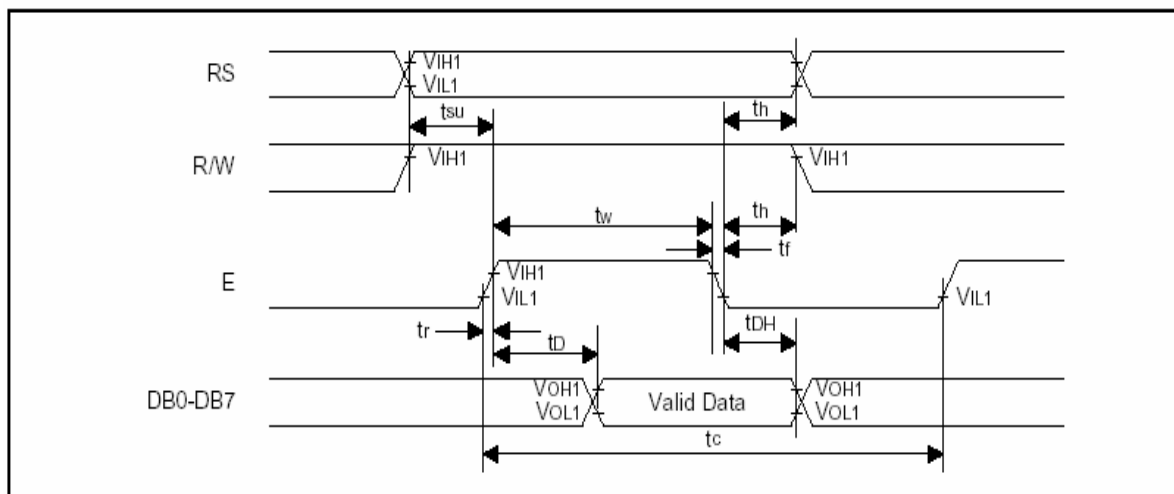 RS
VIH1
VIL1
tsu
th
R/W
VIH1
VIH1
tw
th
tf
E
VIH1
VIL1
VIL1
tr
tD
tDH
DB0-DB7
VOH1
VOL1
Valid Data
VOH1
VOL1
tc